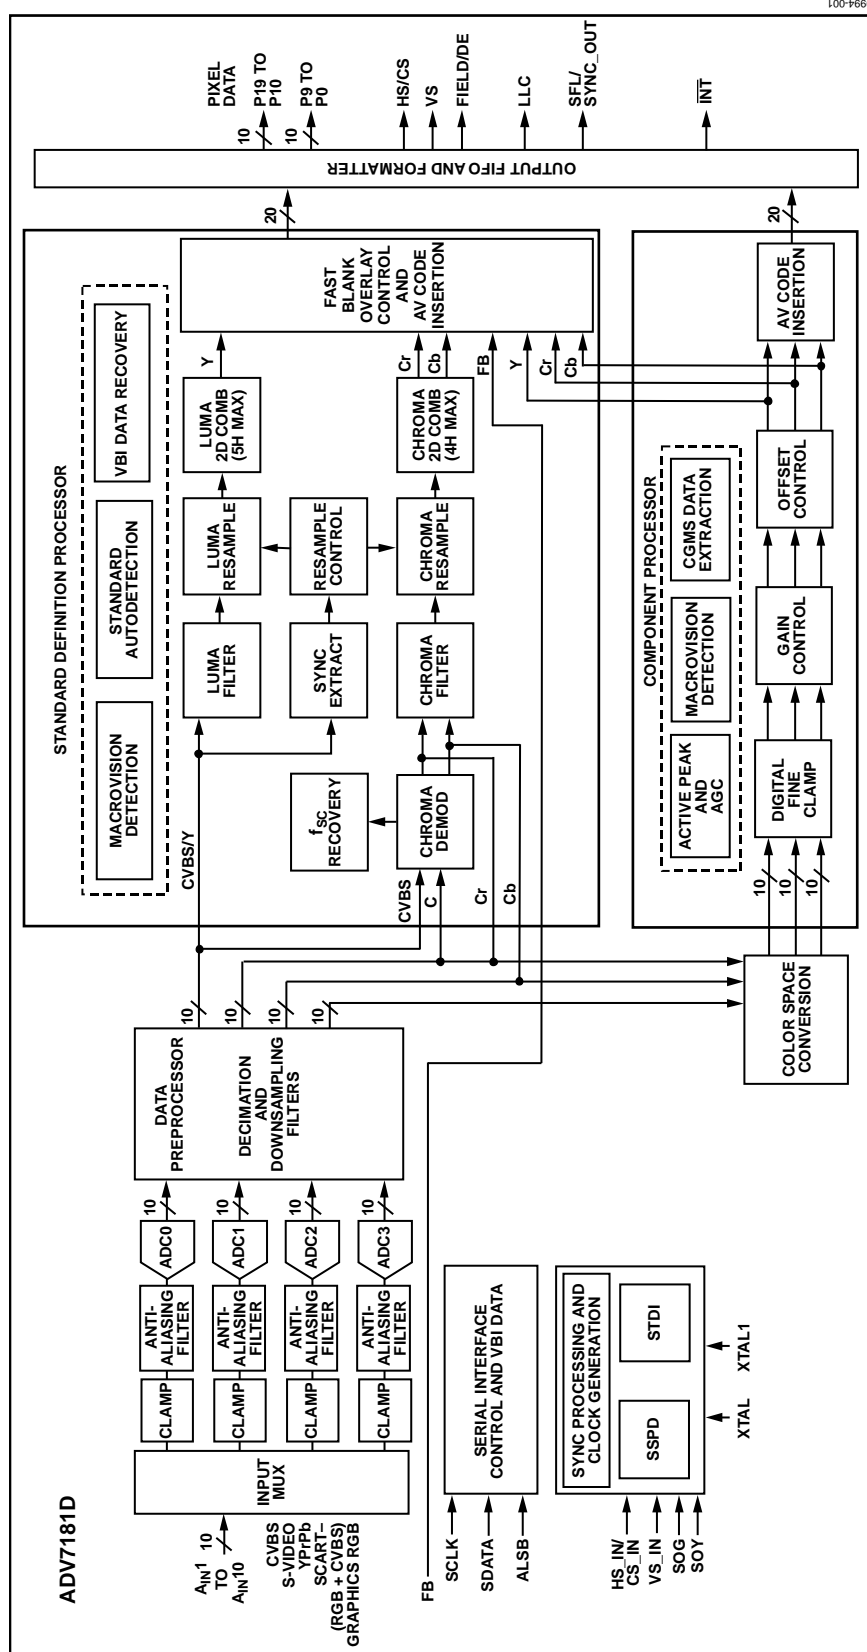 ADV7181D
AIN1
TO
AIN10
10
CVBS
S-VIDEO
YPrPb
SCART–
(RGB + CVBS)
GRAPHICS RGB
INPUT
MUX
CLAMP
CLAMP
CLAMP
CLAMP
ANTI-
ALIASING
FILTER
ANTI-
ALIASING
FILTER
ANTI-
ALIASING
FILTER
ANTI-
ALIASING
FILTER
ADC0
ADC1
ADC2
ADC3
10
10
10
10
DATA
PREPROCESSOR
DECIMATION
AND
DOWNSAMPLING
FILTERS
10
10
10
10
FB
SCLK
SDATA
ALSB
SERIAL INTERFACE
CONTROL AND VBI DATA
HS_IN/
CS_IN
VS_IN
SOG
SOY
SYNC PROCESSING AND
CLOCK GENERATION
SSPD
STDI
XTAL
XTAL1
COLOR SPACE
CONVERSION
STANDARD DEFINITION PROCESSOR
MACROVISION
DETECTION
STANDARD
AUTODETECTION
VBI DATA RECOVERY
CVBS/Y
CVBS
C
Cr
Cb
fSC
RECOVERY
CHROMA
DEMOD
LUMA
FILTER
SYNC
EXTRACT
CHROMA
FILTER
LUMA
RESAMPLE
RESAMPLE
CONTROL
CHROMA
RESAMPLE
LUMA
2D COMB
(5H MAX)
CHROMA
2D COMB
(4H MAX)
Y
Cr
Cb
FB
Y
Cr
Cb
FAST
BLANK
OVERLAY
CONTROL
AND
AV CODE
INSERTION
20
COMPONENT PROCESSOR
ACTIVE PEAK
AND
AGC
MACROVISION
DETECTION
CGMS DATA
EXTRACTION
10
10
10
DIGITAL
FINE
CLAMP
GAIN
CONTROL
OFFSET
CONTROL
AV CODE
INSERTION
20
OUTPUT FIFO AND FORMATTER
PIXEL
DATA
10
P19 TO
P10
10
P9 TO
P0
HS/CS
VS
FIELD/DE
LLC
SFL/
SYNC_OUT
INT